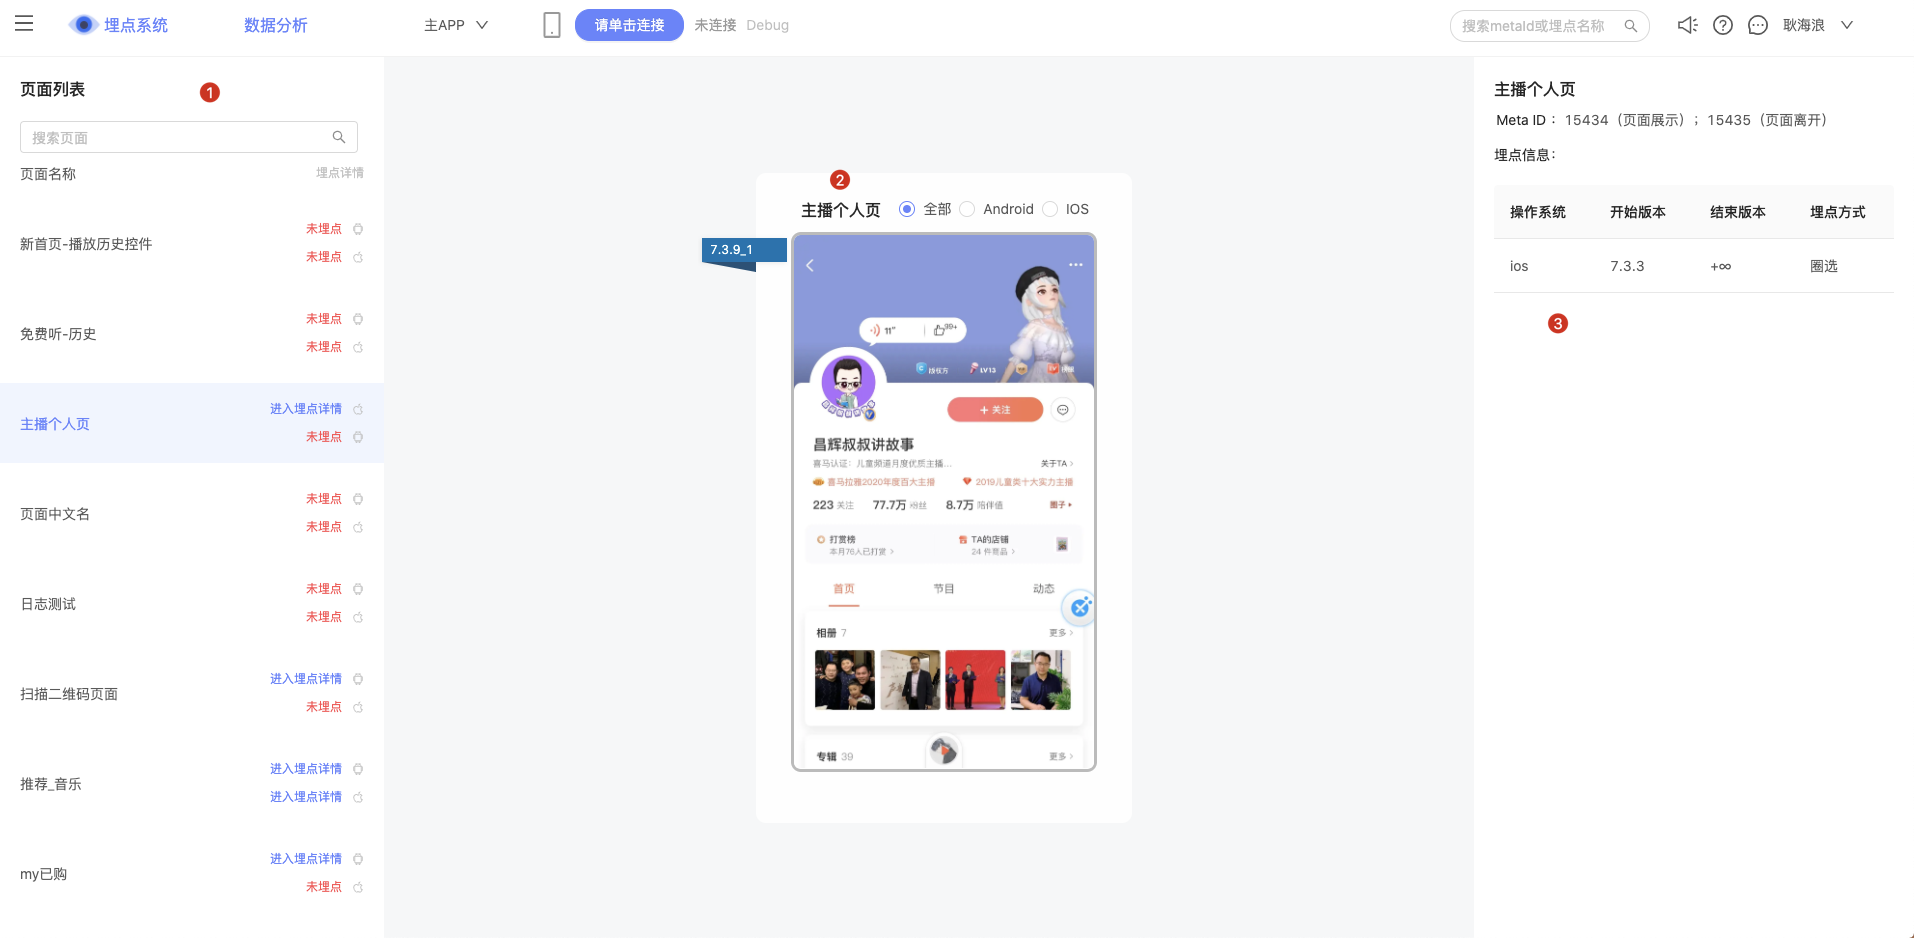 埋点系统
数据分析
主APP
请单击连接
未连接
Debug
搜索metaId或埋点名称
耿海浪
页面列表
1
搜索页面
页面名称
埋点详情
新首页-播放历史控件
未埋点
未埋点
免费听-历史
未埋点
未埋点
主播个人页
进入埋点详情
未埋点
页面中文名
未埋点
未埋点
日志测试
未埋点
未埋点
扫描二维码页面
进入埋点详情
未埋点
推荐_音乐
进入埋点详情
进入埋点详情
my已购
进入埋点详情
未埋点
2
主播个人页
全部
Android
IOS
7.3.9_1
11"
99+
版权方
LV13
+ 关注
昌辉叔叔讲故事
喜马认证：儿童频道月度优质主播...
关于TA >
喜马拉雅2020年度百大主播
2019儿童类十大实力主播
223 关注
77.7万 粉丝
8.7万 陪伴值
圈子
打赏榜
本月76人已打赏 >
TA的店铺
24 件商品 >
首页
节目
动态
相册 7
更多 >
专辑 39
更多 >
主播个人页
Meta ID： 15434（页面展示）；15435（页面离开）
埋点信息：
操作系统
开始版本
结束版本
埋点方式
ios
7.3.3
+∞
圈选
3